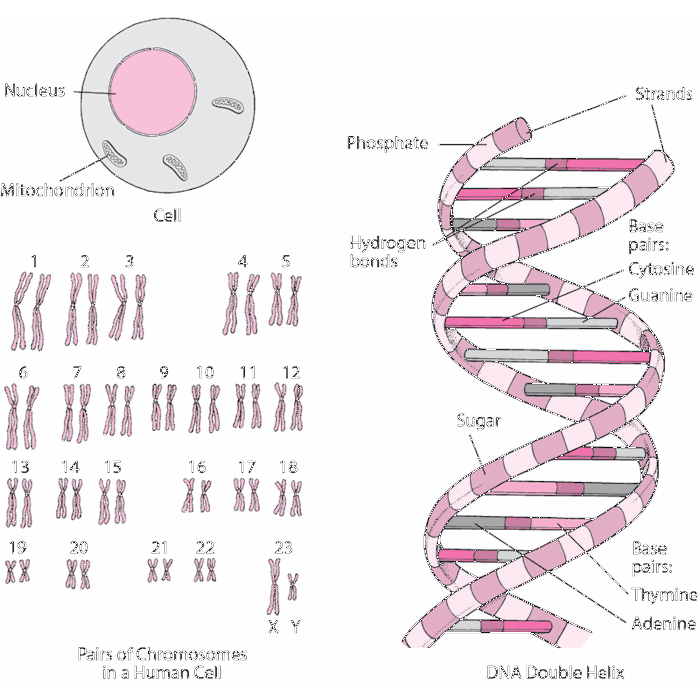 Nucleus
Mitochondrion
Cell
1 2 3 4 5
6 7 8 9 10 11 12
13 14 15 16 17 18
19 20 21 22 23
X Y
Pairs of Chromosomes
in a Human Cell
Strands
Phosphate
Hydrogen
bonds
Base
pairs:
Cytosine
Guanine
Sugar
Base
pairs:
Thymine
Adenine
DNA Double Helix